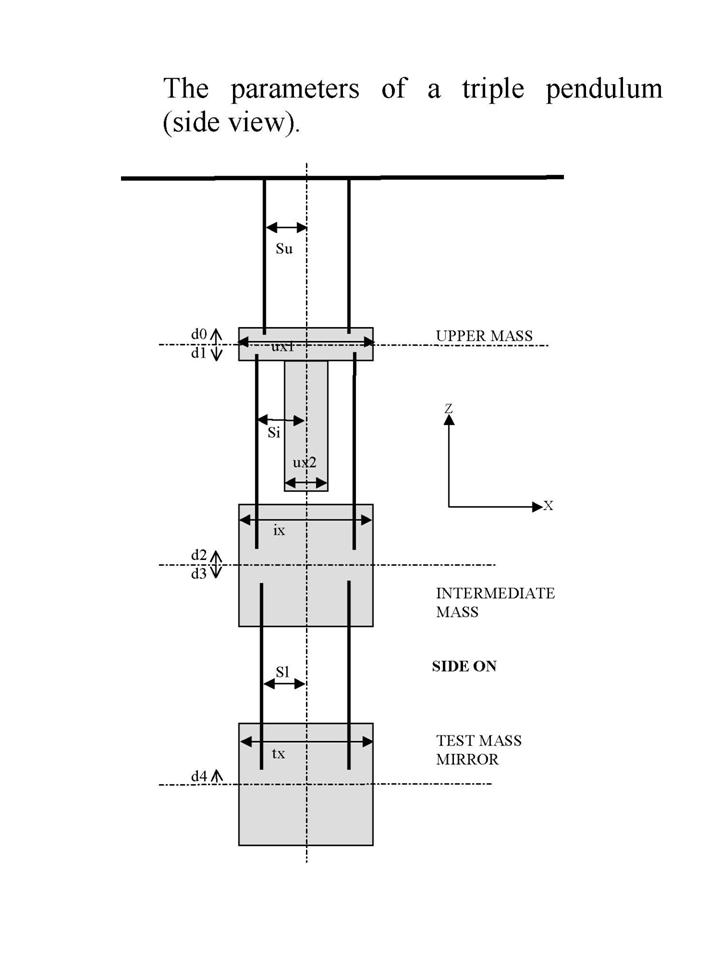 The parameters of a triple pendulum
(side view).
Su
d0
d1
ux1
UPPER MASS
Si
ux2
Z
X
ix
d2
d3
INTERMEDIATE
MASS
SIDE ON
Sl
TEST MASS
MIRROR
tx
d4